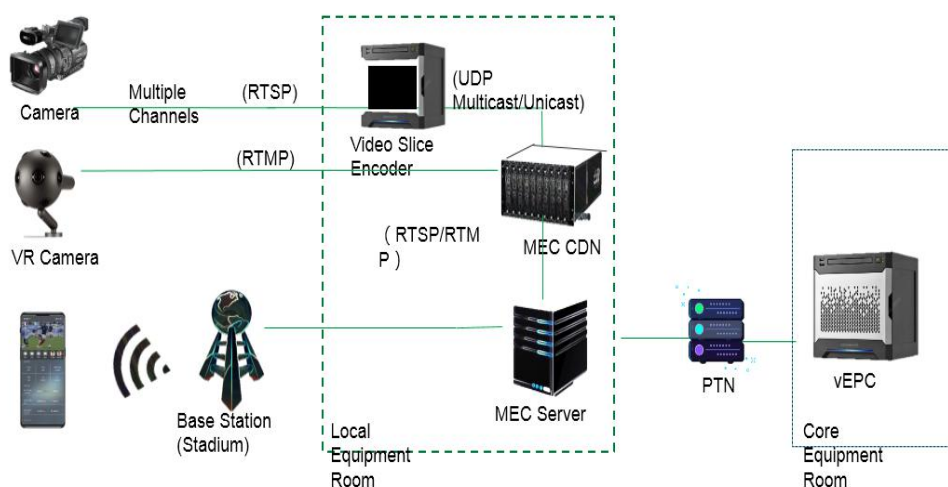 (UDP
Multicast/Unicast)
Multiple
Channels
(RTSP)
Camera
Video Slice
Encoder
(RTMP)
（ RTSP/RTM
P ）
MEC CDN
VR Camera
PTN
vEPC
Base Station
(Stadium)
MEC Server
Local
Equipment
Room
Core
Equipment
Room